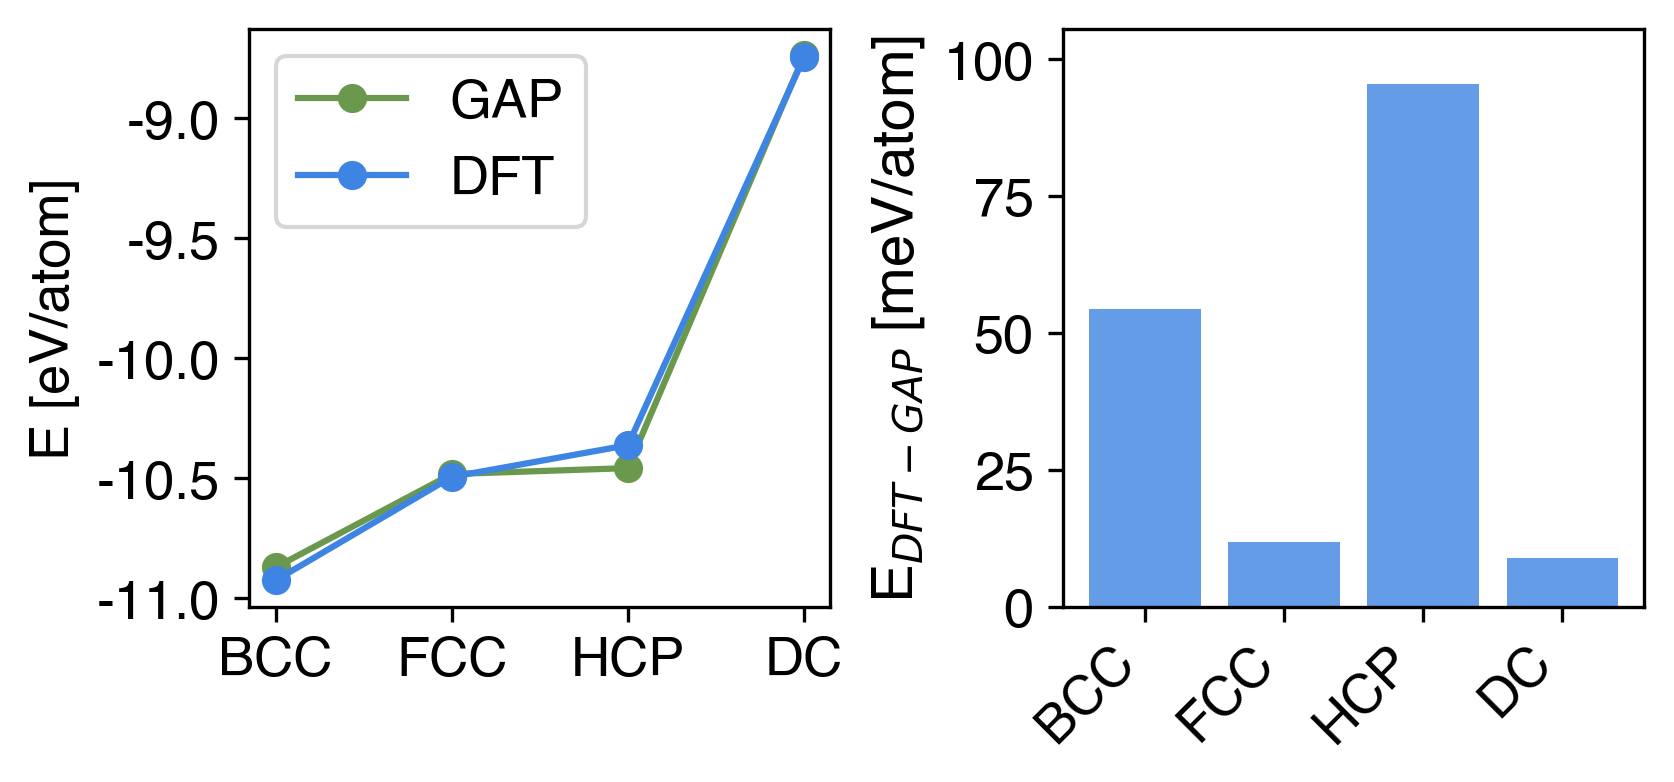 E [eV/atom]
-9.0
-9.5
-10.0
-10.5
-11.0
GAP
DFT
BCC FCC HCP DC
E_{DFT-GAP} [meV/atom]
100
75
50
25
0
BCC FCC HCP DC